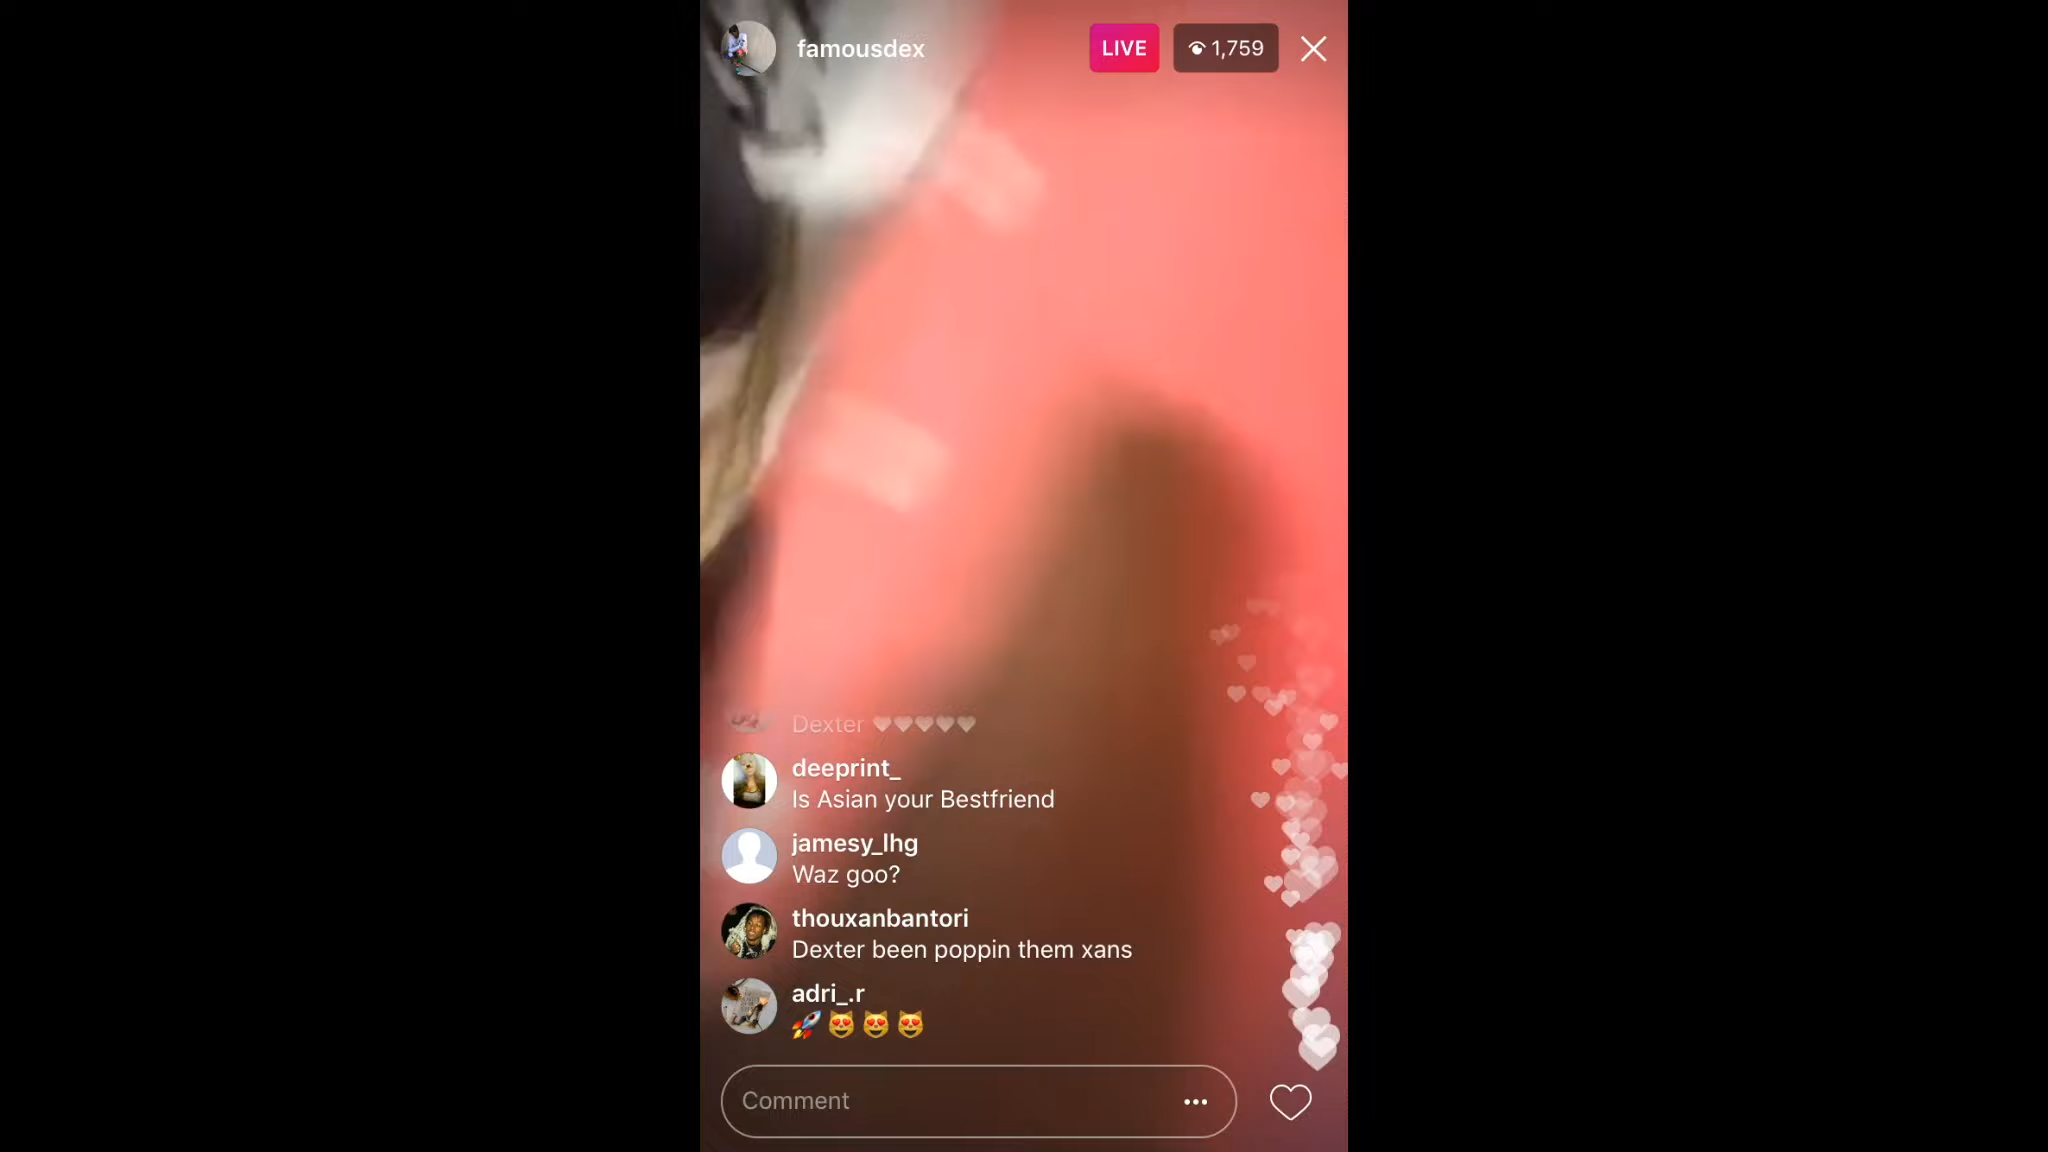 famousdex
LIVE
1,759
Dexter 🤍🤍🤍🤍🤍
deeprint_
Is Asian your Bestfriend
jamesy_lhg
Waz goo?
thouxanbantori
Dexter been poppin them xans
adri_.r
🚀😻😻😻
Comment